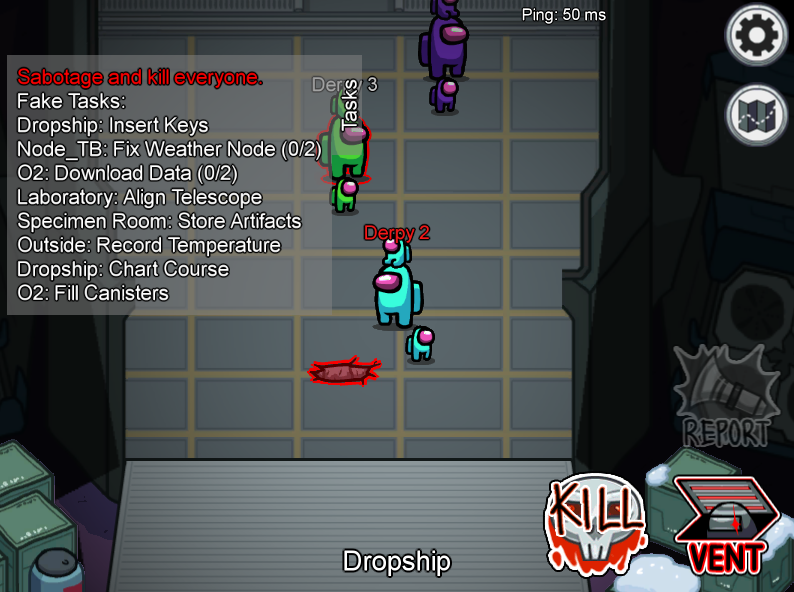 Ping: 50 ms
Sabotage and kill everyone.
Fake Tasks:
Dropship: Insert Keys
Node_TB: Fix Weather Node (0/2)
O2: Download Data (0/2)
Laboratory: Align Telescope
Specimen Room: Store Artifacts
Outside: Record Temperature
Dropship: Chart Course
O2: Fill Canisters
Tasks
3
Derpy 2
REPORT
KILL
VENT
Dropship